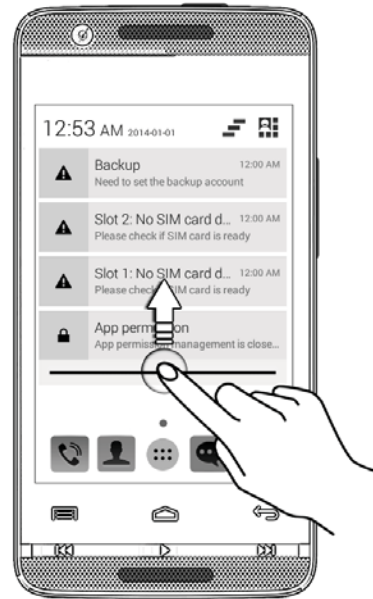 12:53 AM 2014-01-01
Backup 12:00 AM
Need to set the backup account
Slot 2: No SIM card d... 12:00 AM
Please check if SIM card is ready
Slot 1: No SIM card d... 12:00 AM
Please check SIM card is ready
App permission
App permission management is close...